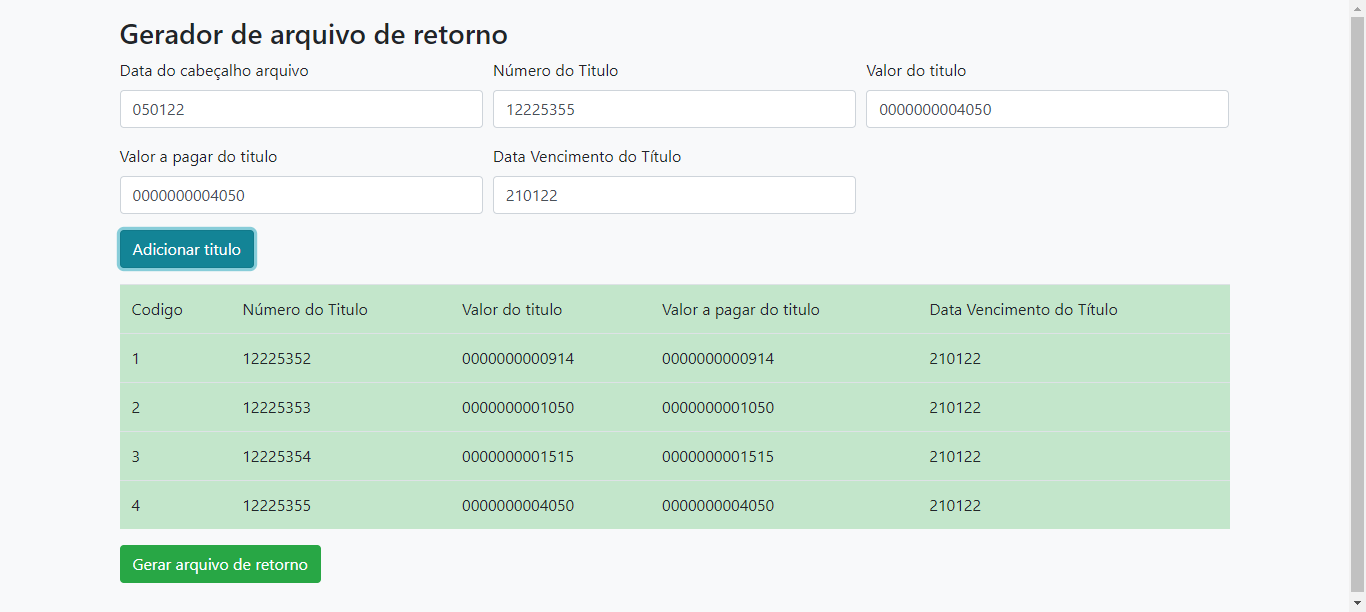 Gerador de arquivo de retorno
Data do cabeçalho arquivo Número do Titulo Valor do titulo
050122 12225355 0000000004050
Valor a pagar do titulo Data Vencimento do Título
0000000004050 210122
Adicionar titulo
Codigo Número do Titulo Valor do titulo Valor a pagar do titulo Data Vencimento do Título
1 12225352 0000000000914 0000000000914 210122
2 12225353 0000000001050 0000000001050 210122
3 12225354 0000000001515 0000000001515 210122
4 12225355 0000000004050 0000000004050 210122
Gerar arquivo de retorno